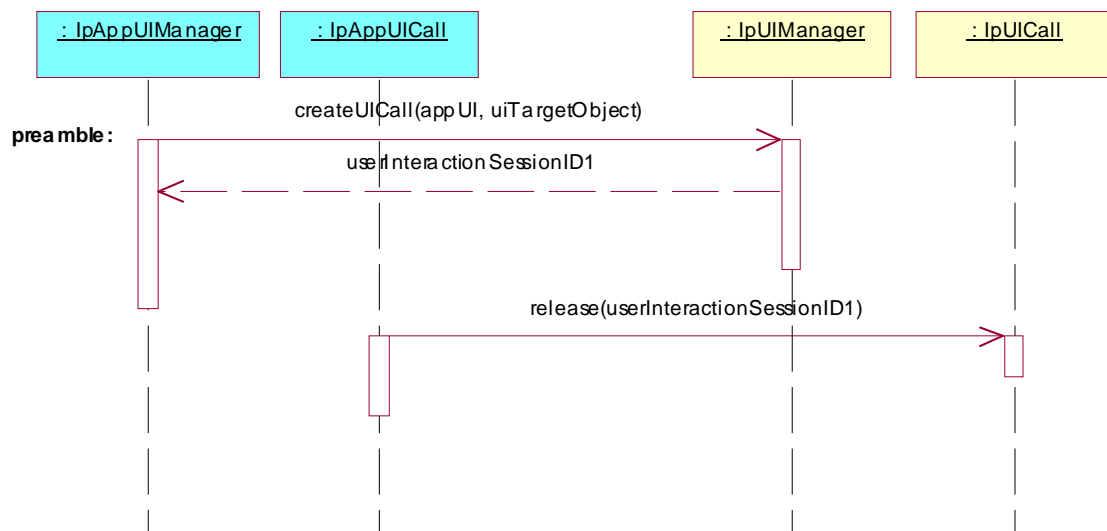 : IpAppUIManager
: IpAppUICall
: IpUIManager
: IpUICall
createUICall(appUI, uiTargetObject)
preamble:
userInteractionSessionID1
release(userInteractionSessionID1)